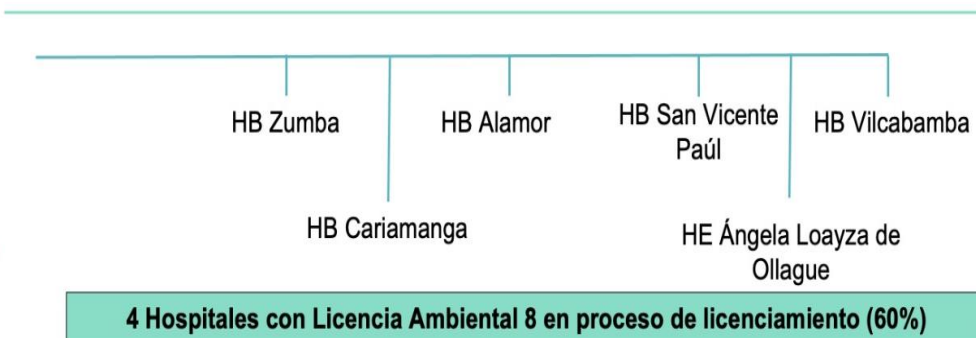 HB Zumba
HB Alamor
HB San Vicente
Paúl
HB Vilcabamba
HB Cariamanga
HE Ángela Loayza de
Ollague
4 Hospitales con Licencia Ambiental 8 en proceso de licenciamiento (60%)